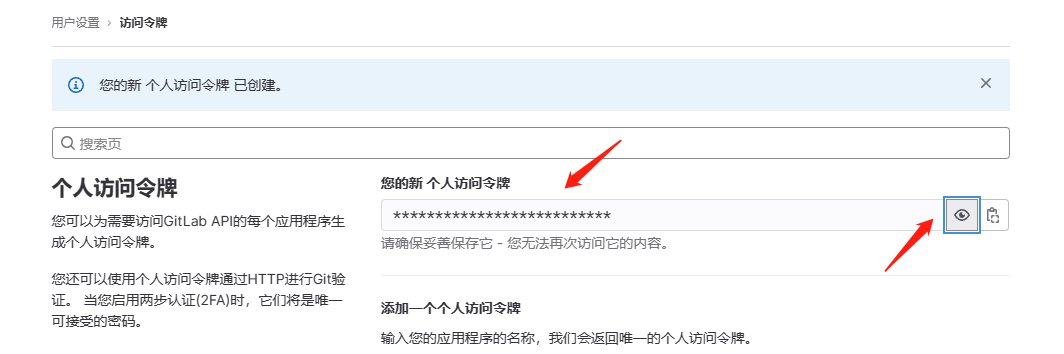 用户设置 › 访问令牌
您的新 个人访问令牌 已创建。
搜索页
个人访问令牌
您可以为需要访问GitLab API的每个应用程序生
成个人访问令牌。
您还可以使用个人访问令牌通过HTTP进行Git验
证。 当您启用两步认证(2FA)时，它们将是唯一
可接受的密码。
您的新 个人访问令牌
**************************
请确保妥善保存它 - 您无法再次访问它的内容。
添加一个个人访问令牌
输入您的应用程序的名称，我们会返回唯一的个人访问令牌。